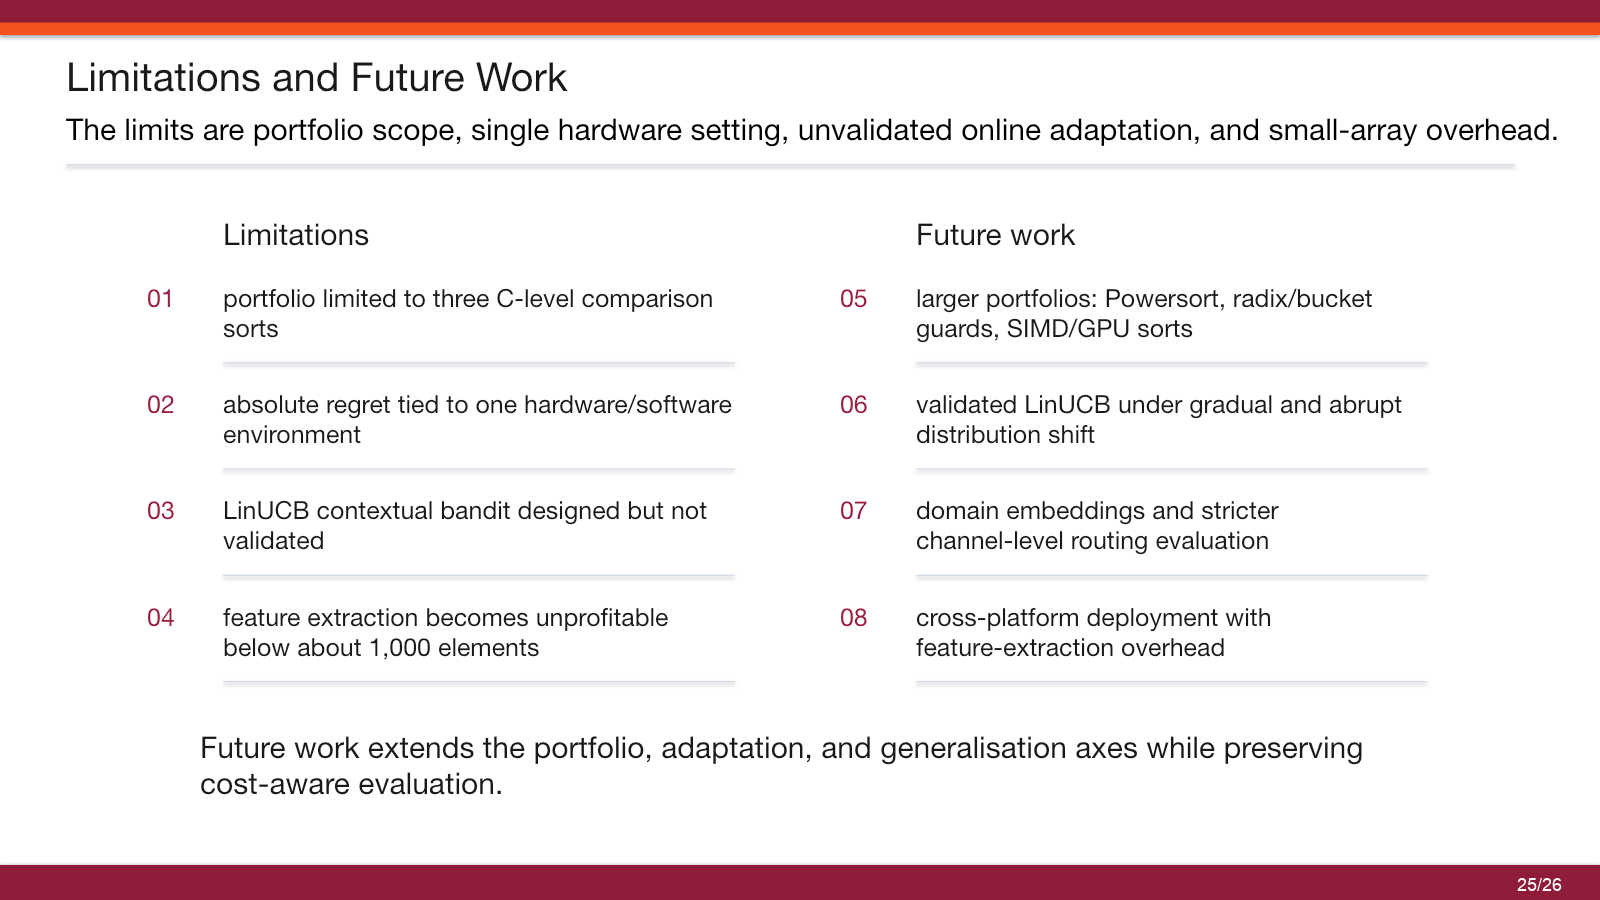 Limitations and Future Work
The limits are portfolio scope, single hardware setting, unvalidated online adaptation, and small-array overhead.
Limitations
01 portfolio limited to three C-level comparison
sorts
02 absolute regret tied to one hardware/software
environment
03 LinUCB contextual bandit designed but not
validated
04 feature extraction becomes unprofitable
below about 1,000 elements
Future work
05 larger portfolios: Powersort, radix/bucket
guards, SIMD/GPU sorts
06 validated LinUCB under gradual and abrupt
distribution shift
07 domain embeddings and stricter
channel-level routing evaluation
08 cross-platform deployment with
feature-extraction overhead
Future work extends the portfolio, adaptation, and generalisation axes while preserving
cost-aware evaluation.
25/26